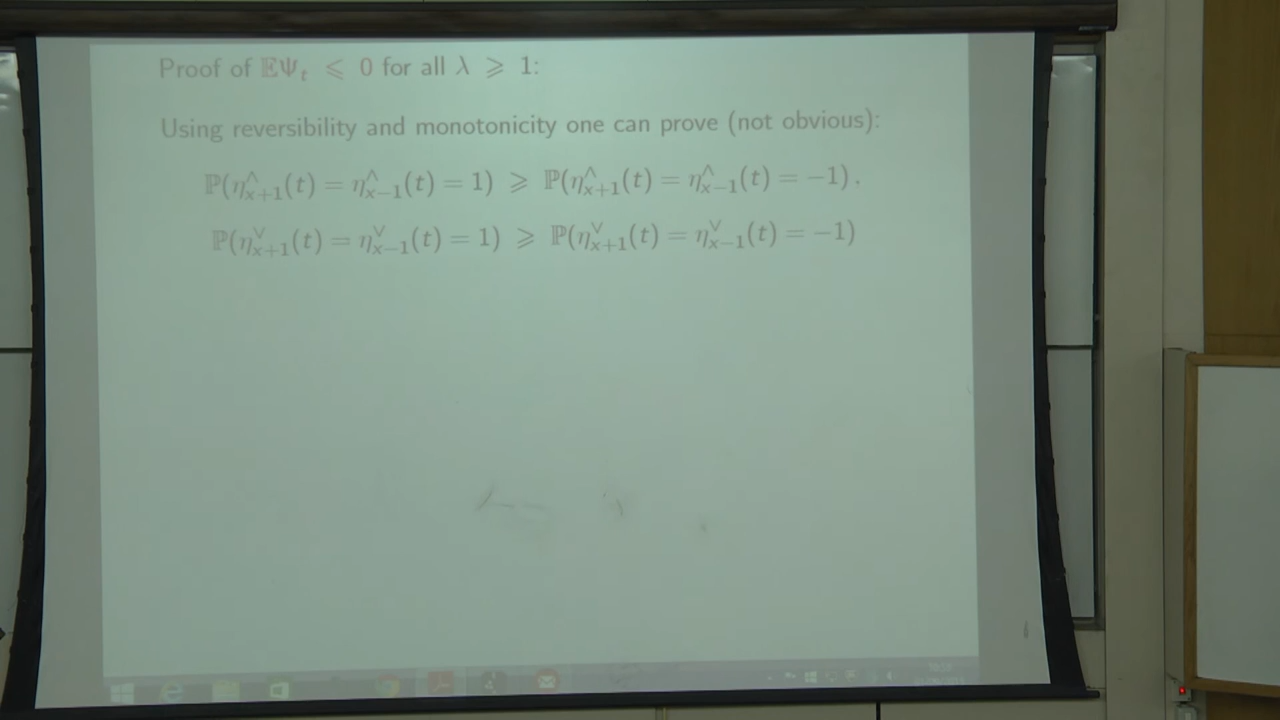 Proof of 𝔼Ψ_t ⩽ 0 for all λ ⩾ 1:
Using reversibility and monotonicity one can prove (not obvious):
ℙ(η^∧_{x+1}(t) = η^∧_{x−1}(t) = 1) ⩾ ℙ(η^∧_{x+1}(t) = η^∧_{x−1}(t) = −1).
ℙ(η^∨_{x+1}(t) = η^∨_{x−1}(t) = 1) ⩾ ℙ(η^∨_{x+1}(t) = η^∨_{x−1}(t) = −1)